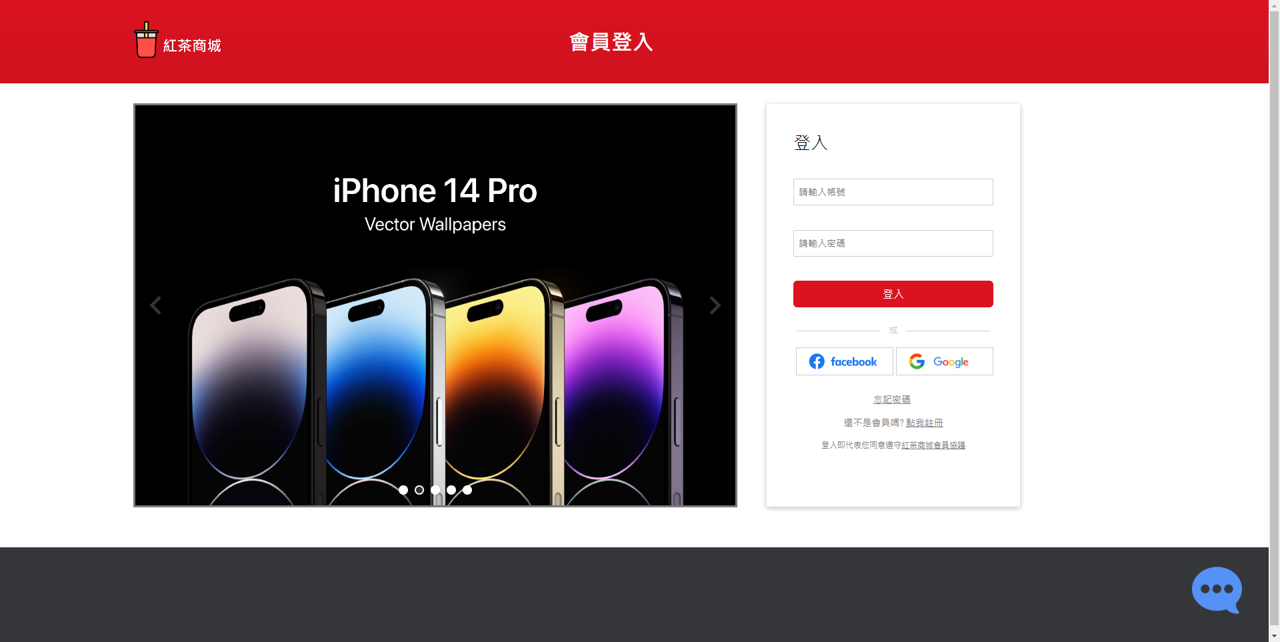 紅茶商城
會員登入
iPhone 14 Pro
Vector Wallpapers
登入
請輸入帳號
請輸入密碼
登入
或
facebook
Google
忘記密碼
還不是會員嗎? 點我註冊
登入即代表您同意遵守紅茶商城會員協議